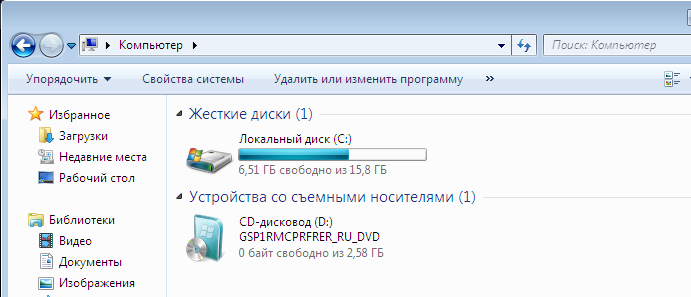 Компьютер
Поиск: Компьютер
Упорядочить Свойства системы Удалить или изменить программу »
Избранное
Загрузки
Недавние места
Рабочий стол
Библиотеки
Видео
Документы
Изображения
Жесткие диски (1)
Локальный диск (C:)
6,51 ГБ свободно из 15,8 ГБ
Устройства со съемными носителями (1)
CD-дисковод (D:)
GSP1RMCPRFRER_RU_DVD
0 байт свободно из 2,58 ГБ